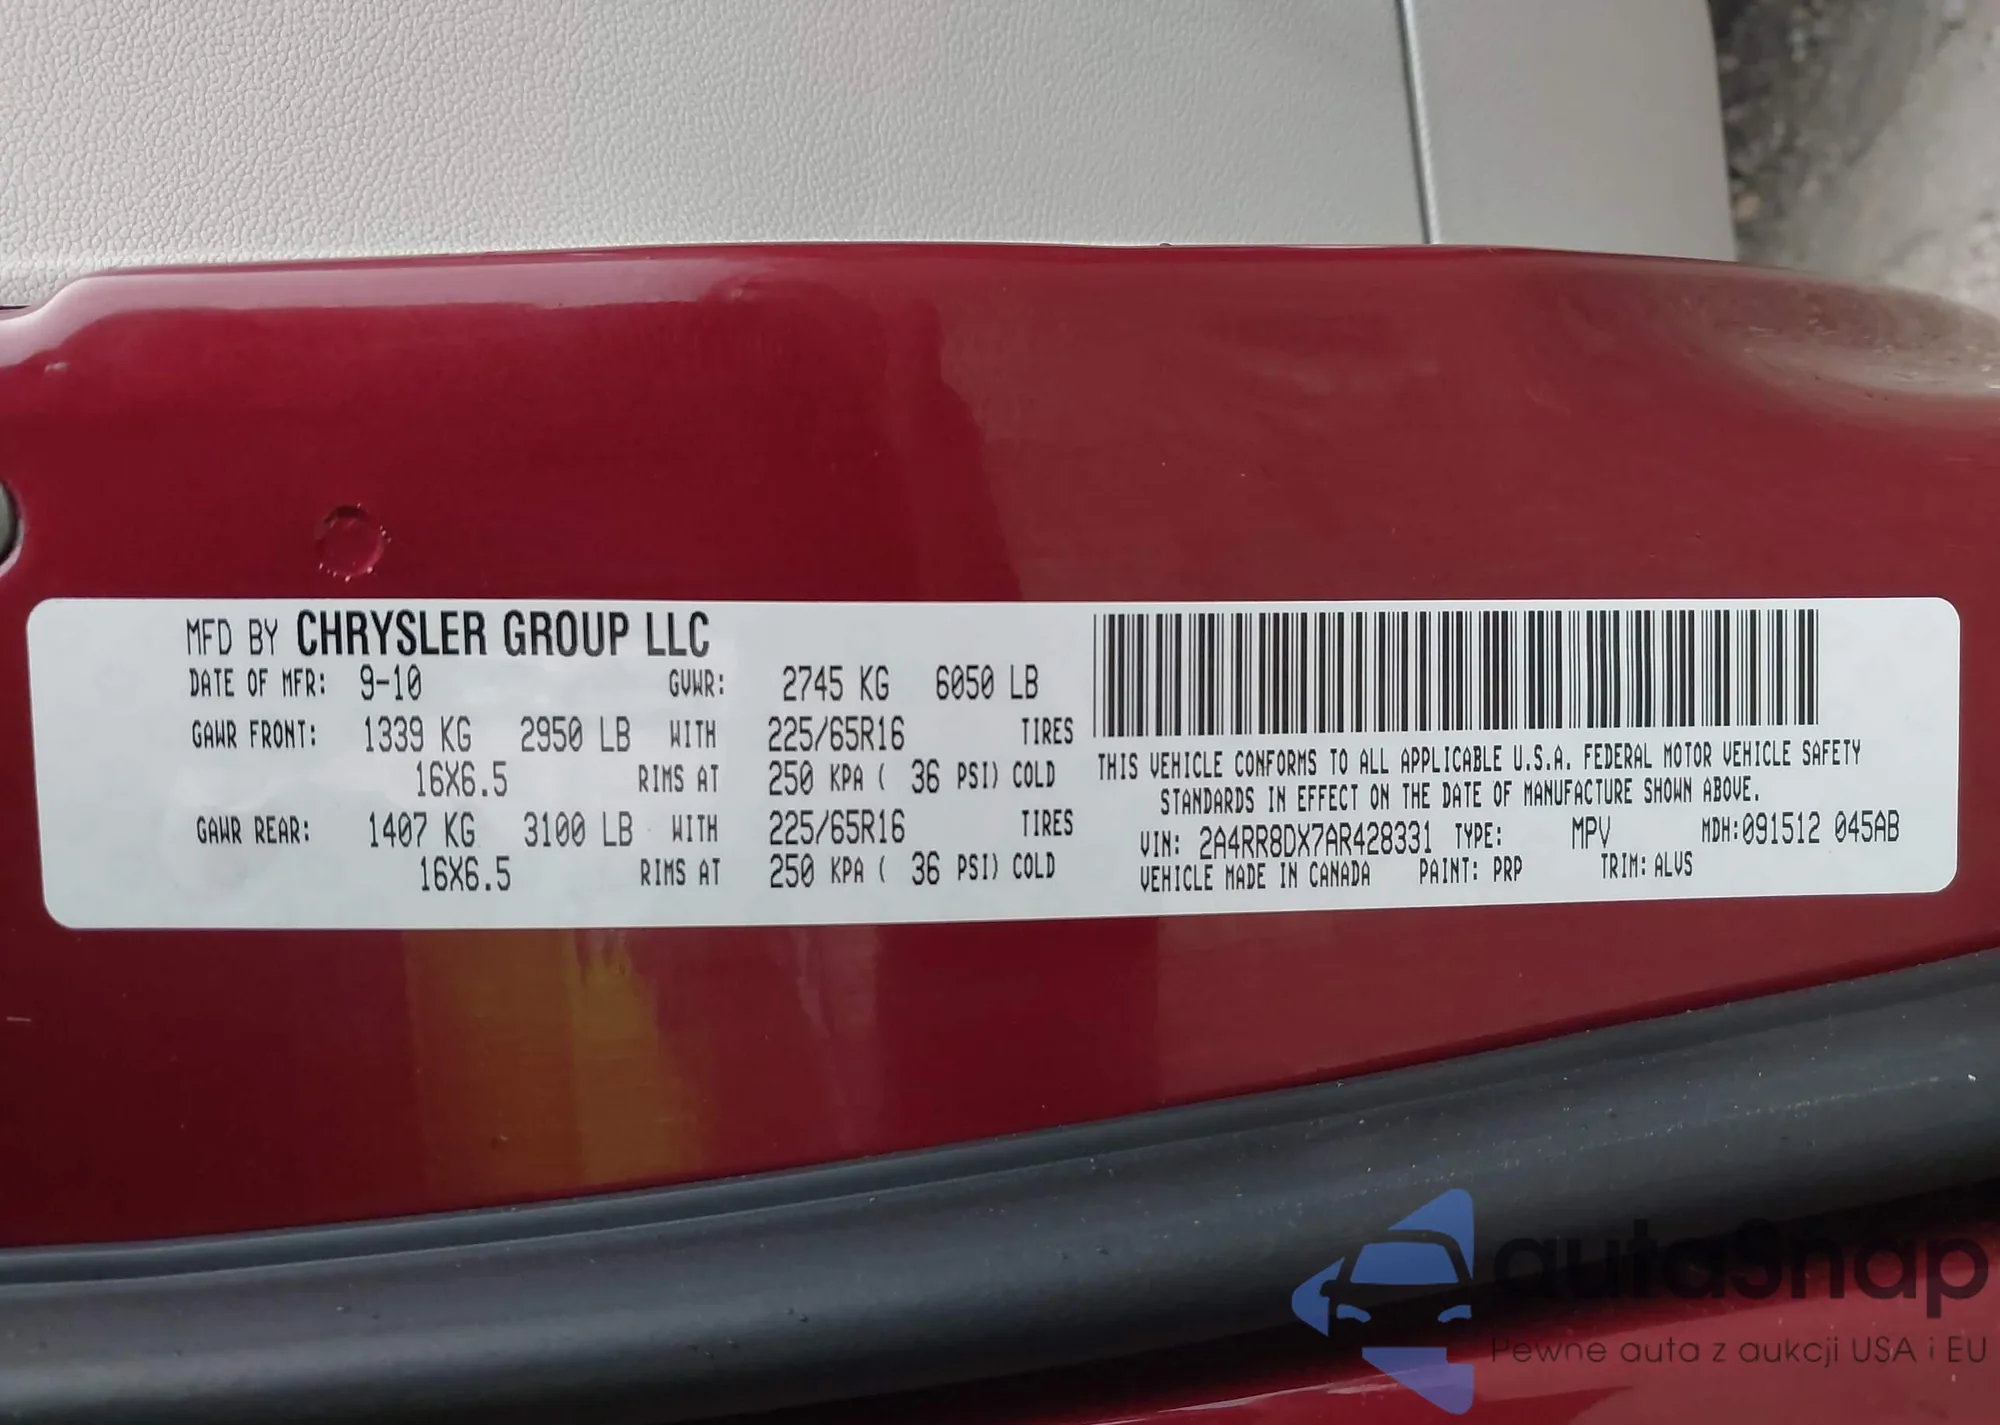 MFD BY CHRYSLER GROUP LLC
DATE OF MFR: 9-10 GVWR: 2745 KG 6050 LB
GAWR FRONT: 1339 KG 2950 LB WITH 225/65R16 TIRES
16X6.5 RIMS AT 250 KPA ( 36 PSI) COLD
GAWR REAR: 1407 KG 3100 LB WITH 225/65R16 TIRES
16X6.5 RIMS AT 250 KPA ( 36 PSI) COLD
THIS VEHICLE CONFORMS TO ALL APPLICABLE U.S.A. FEDERAL MOTOR VEHICLE SAFETY
STANDARDS IN EFFECT ON THE DATE OF MANUFACTURE SHOWN ABOVE.
VIN: 2A4RR8DX7AR428331 TYPE: MPV MDH:091512 045AB
VEHICLE MADE IN CANADA PAINT: PRP TRIM: ALVS
autaSnap
Pewne auta z aukcji USA i EU